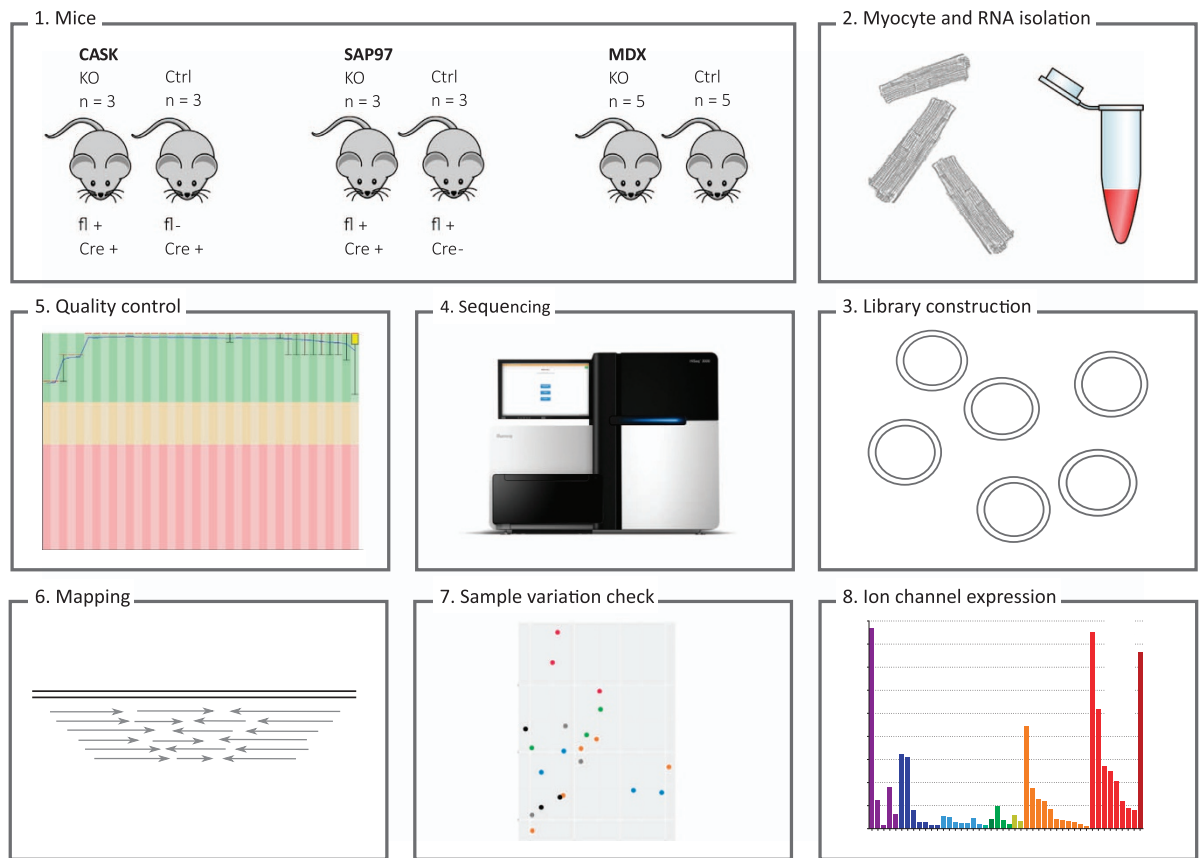 1. Mice
CASK
KO Ctrl
n = 3 n = 3
fl + fl-
Cre + Cre +
SAP97
KO Ctrl
n = 3 n = 3
fl + fl +
Cre + Cre-
MDX
KO Ctrl
n = 5 n = 5
2. Myocyte and RNA isolation
5. Quality control
4. Sequencing
3. Library construction
6. Mapping
7. Sample variation check
8. Ion channel expression